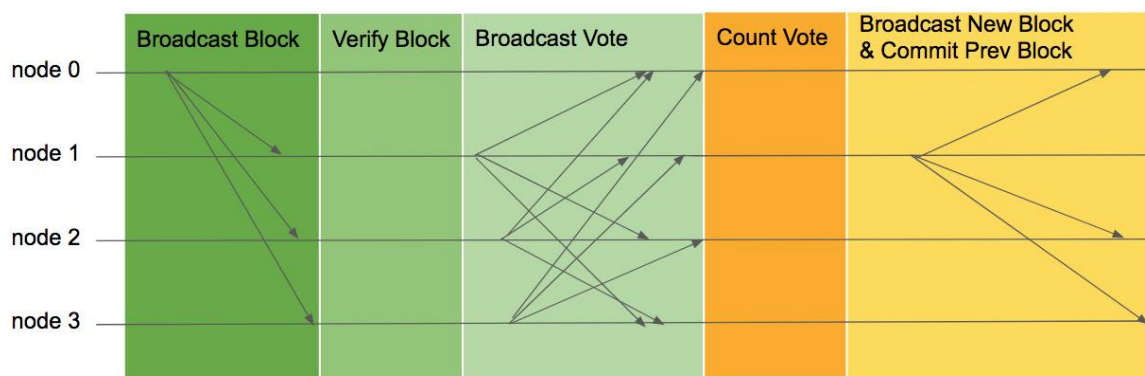 Broadcast Block
Verify Block
Broadcast Vote
Count Vote
Broadcast New Block
& Commit Prev Block
node 0
node 1
node 2
node 3